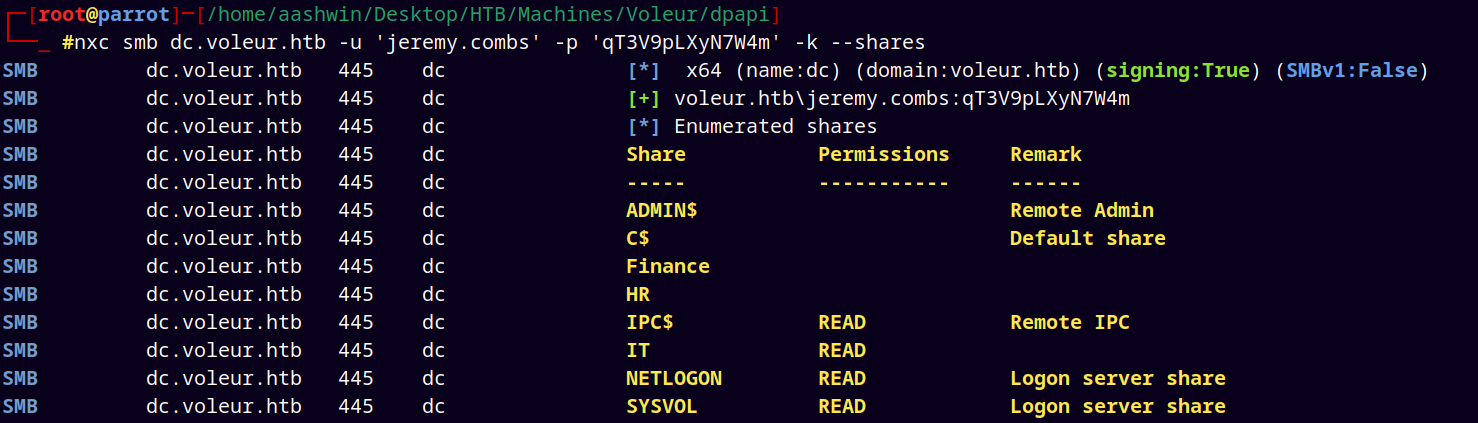 ┌─[root@parrot]─[/home/aashwin/Desktop/HTB/Machines/Voleur/dpapi]
└──_ #nxc smb dc.voleur.htb -u 'jeremy.combs' -p 'qT3V9pLXyN7W4m' -k --shares
SMB dc.voleur.htb 445 dc [*] x64 (name:dc) (domain:voleur.htb) (signing:True) (SMBv1:False)
SMB dc.voleur.htb 445 dc [+] voleur.htb\jeremy.combs:qT3V9pLXyN7W4m
SMB dc.voleur.htb 445 dc [*] Enumerated shares
SMB dc.voleur.htb 445 dc Share Permissions Remark
SMB dc.voleur.htb 445 dc ----- ----------- ------
SMB dc.voleur.htb 445 dc ADMIN$ Remote Admin
SMB dc.voleur.htb 445 dc C$ Default share
SMB dc.voleur.htb 445 dc Finance
SMB dc.voleur.htb 445 dc HR
SMB dc.voleur.htb 445 dc IPC$ READ Remote IPC
SMB dc.voleur.htb 445 dc IT READ
SMB dc.voleur.htb 445 dc NETLOGON READ Logon server share
SMB dc.voleur.htb 445 dc SYSVOL READ Logon server share